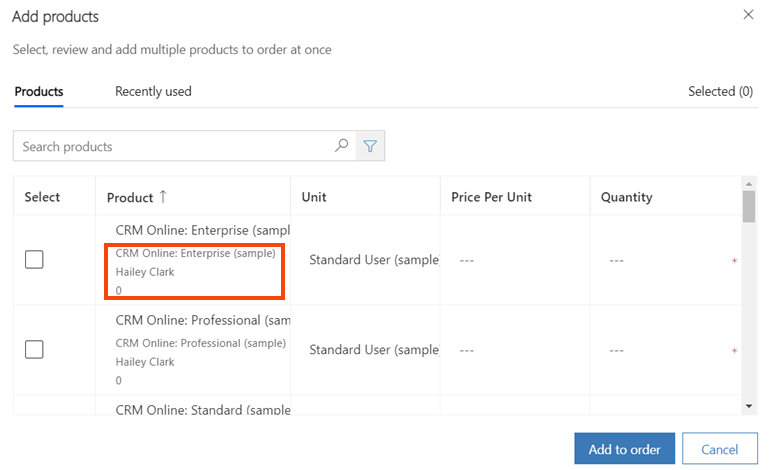 Add products
Select, review and add multiple products to order at once
Products Recently used Selected (0)
Search products
Select Product ↑ Unit Price Per Unit Quantity
CRM Online: Enterprise (sampl
CRM Online: Enterprise (sample)
Hailey Clark
0
Standard User (sample --- --- *
CRM Online: Professional (sam
CRM Online: Professional (sample)
Hailey Clark
0
Standard User (sample --- --- *
CRM Online: Standard (sample
Add to order Cancel